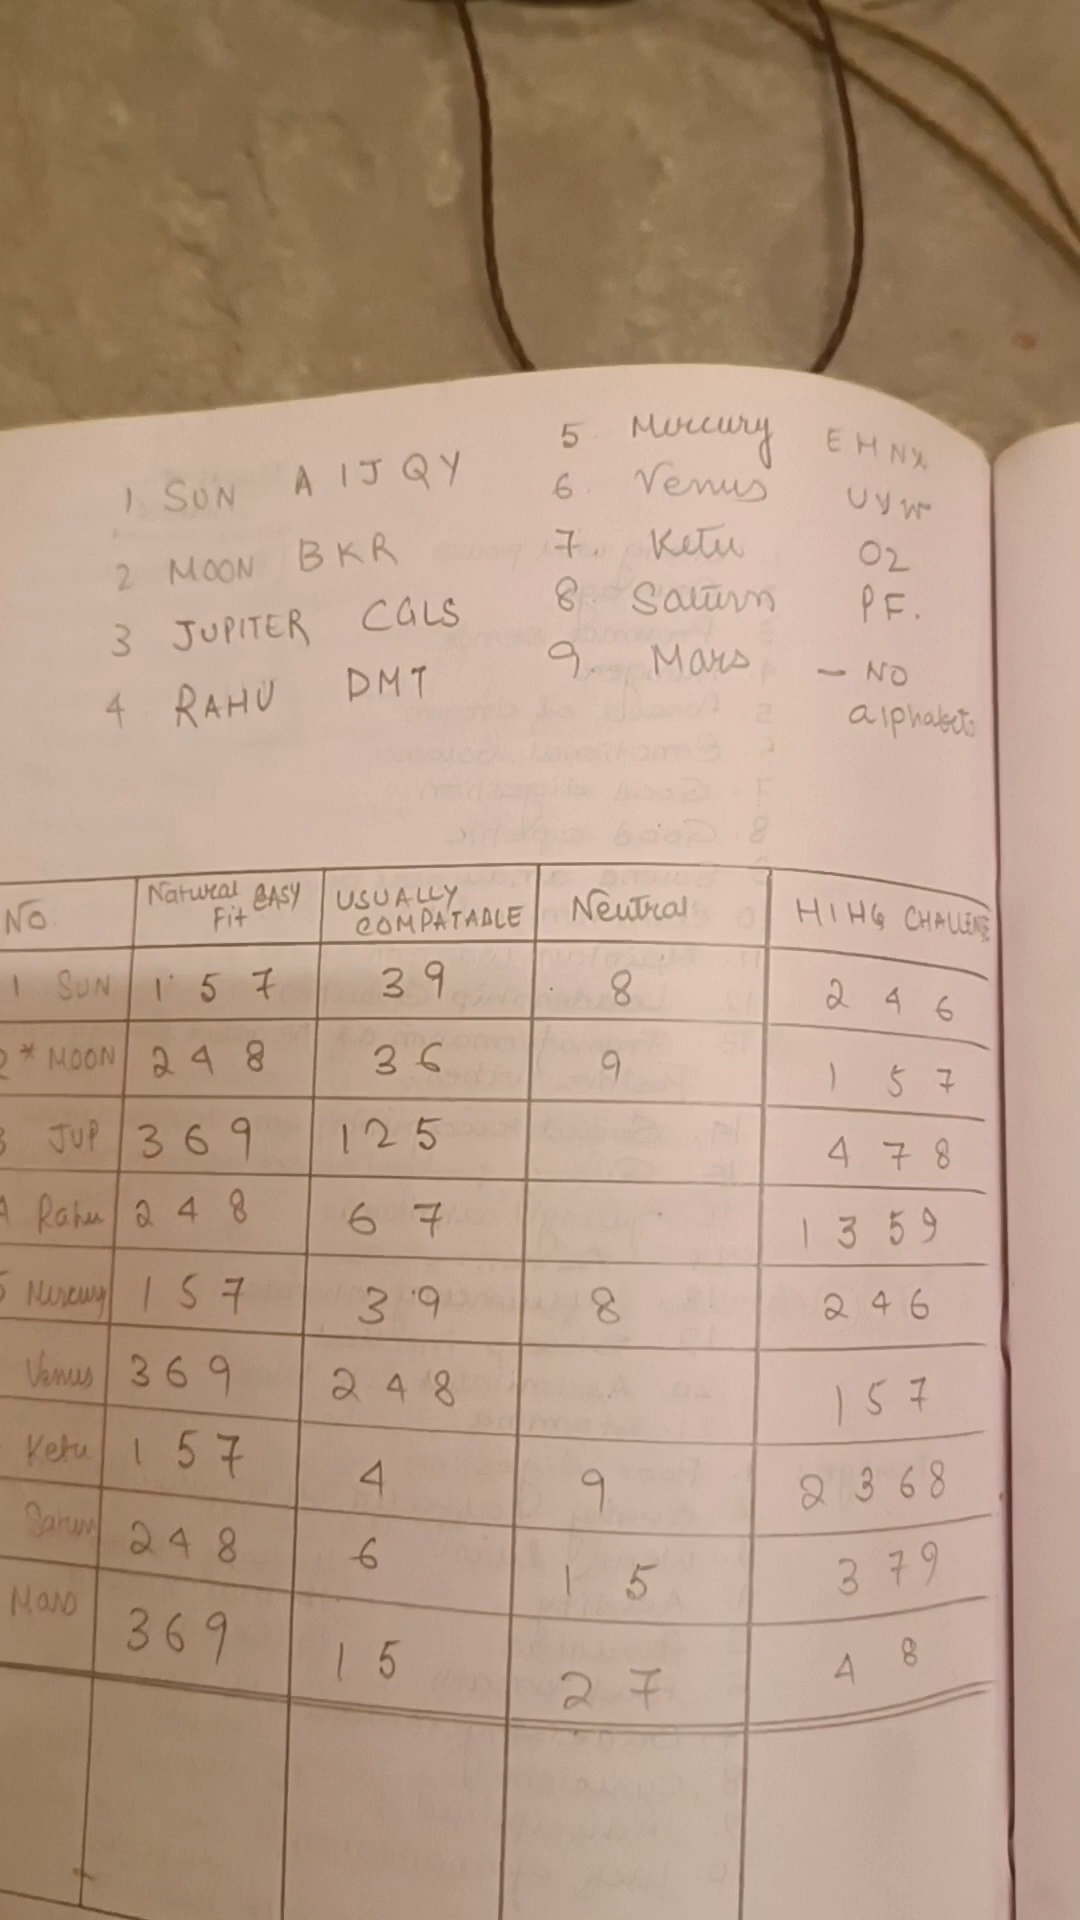 1 SUN A I J Q Y
2 MOON B K R
3 JUPITER C G L S
4 RAHU D M T
5. Mercury E H N X
6. Venus U V W
7. Ketu O Z
8. Saturn P F.
9. Mars — NO alphabets
NO. Natural EASY Fit USUALLY COMPATABLE Neutral HIHG CHALLENGE
1 SUN 1 5 7 3 9 8 2 4 6
2 * MOON 2 4 8 3 6 9 1 5 7
3 JUP 3 6 9 1 2 5 4 7 8
4 Rahu 2 4 8 6 7 1 3 5 9
5 Mercury 1 5 7 3 9 8 2 4 6
Venus 3 6 9 2 4 8 1 5 7
Ketu 1 5 7 4 9 2 3 6 8
Saturn 2 4 8 6 1 5 3 7 9
Mars 3 6 9 1 5 2 7 4 8